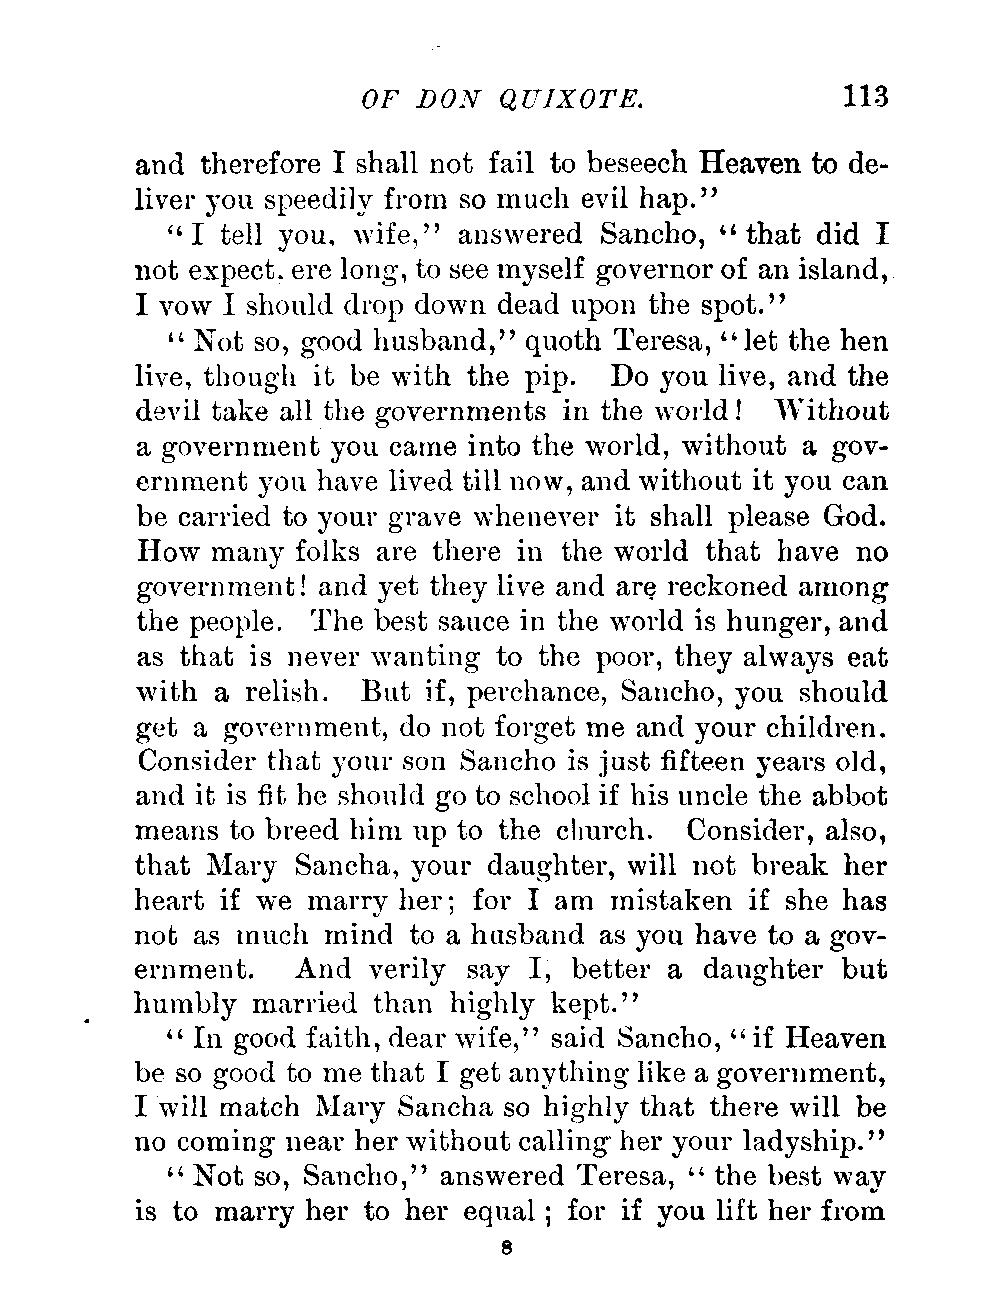 OF DON QUIXOTE. 113
and therefore I shall not fail to beseech Heaven to de-
liver you speedily from so much evil hap."
"I tell you, wife," answered Sancho, "that did I
not expect, ere long, to see myself governor of an island,
I vow I should drop down dead upon the spot."
"Not so, good husband," quoth Teresa, "let the hen
live, though it be with the pip. Do you live, and the
devil take all the governments in the world! Without
a government you came into the world, without a gov-
ernment you have lived till now, and without it you can
be carried to your grave whenever it shall please God.
How many folks are there in the world that have no
government! and yet they live and are reckoned among
the people. The best sauce in the world is hunger, and
as that is never wanting to the poor, they always eat
with a relish. But if, perchance, Sancho, you should
get a government, do not forget me and your children.
Consider that your son Sancho is just fifteen years old,
and it is fit he should go to school if his uncle the abbot
means to breed him up to the church. Consider, also,
that Mary Sancha, your daughter, will not break her
heart if we marry her; for I am mistaken if she has
not as much mind to a husband as you have to a gov-
ernment. And verily say I, better a daughter but
humbly married than highly kept."
"In good faith, dear wife," said Sancho, "if Heaven
be so good to me that I get anything like a government,
I will match Mary Sancha so highly that there will be
no coming near her without calling her your ladyship."
"Not so, Sancho," answered Teresa, "the best way
is to marry her to her equal; for if you lift her from
8